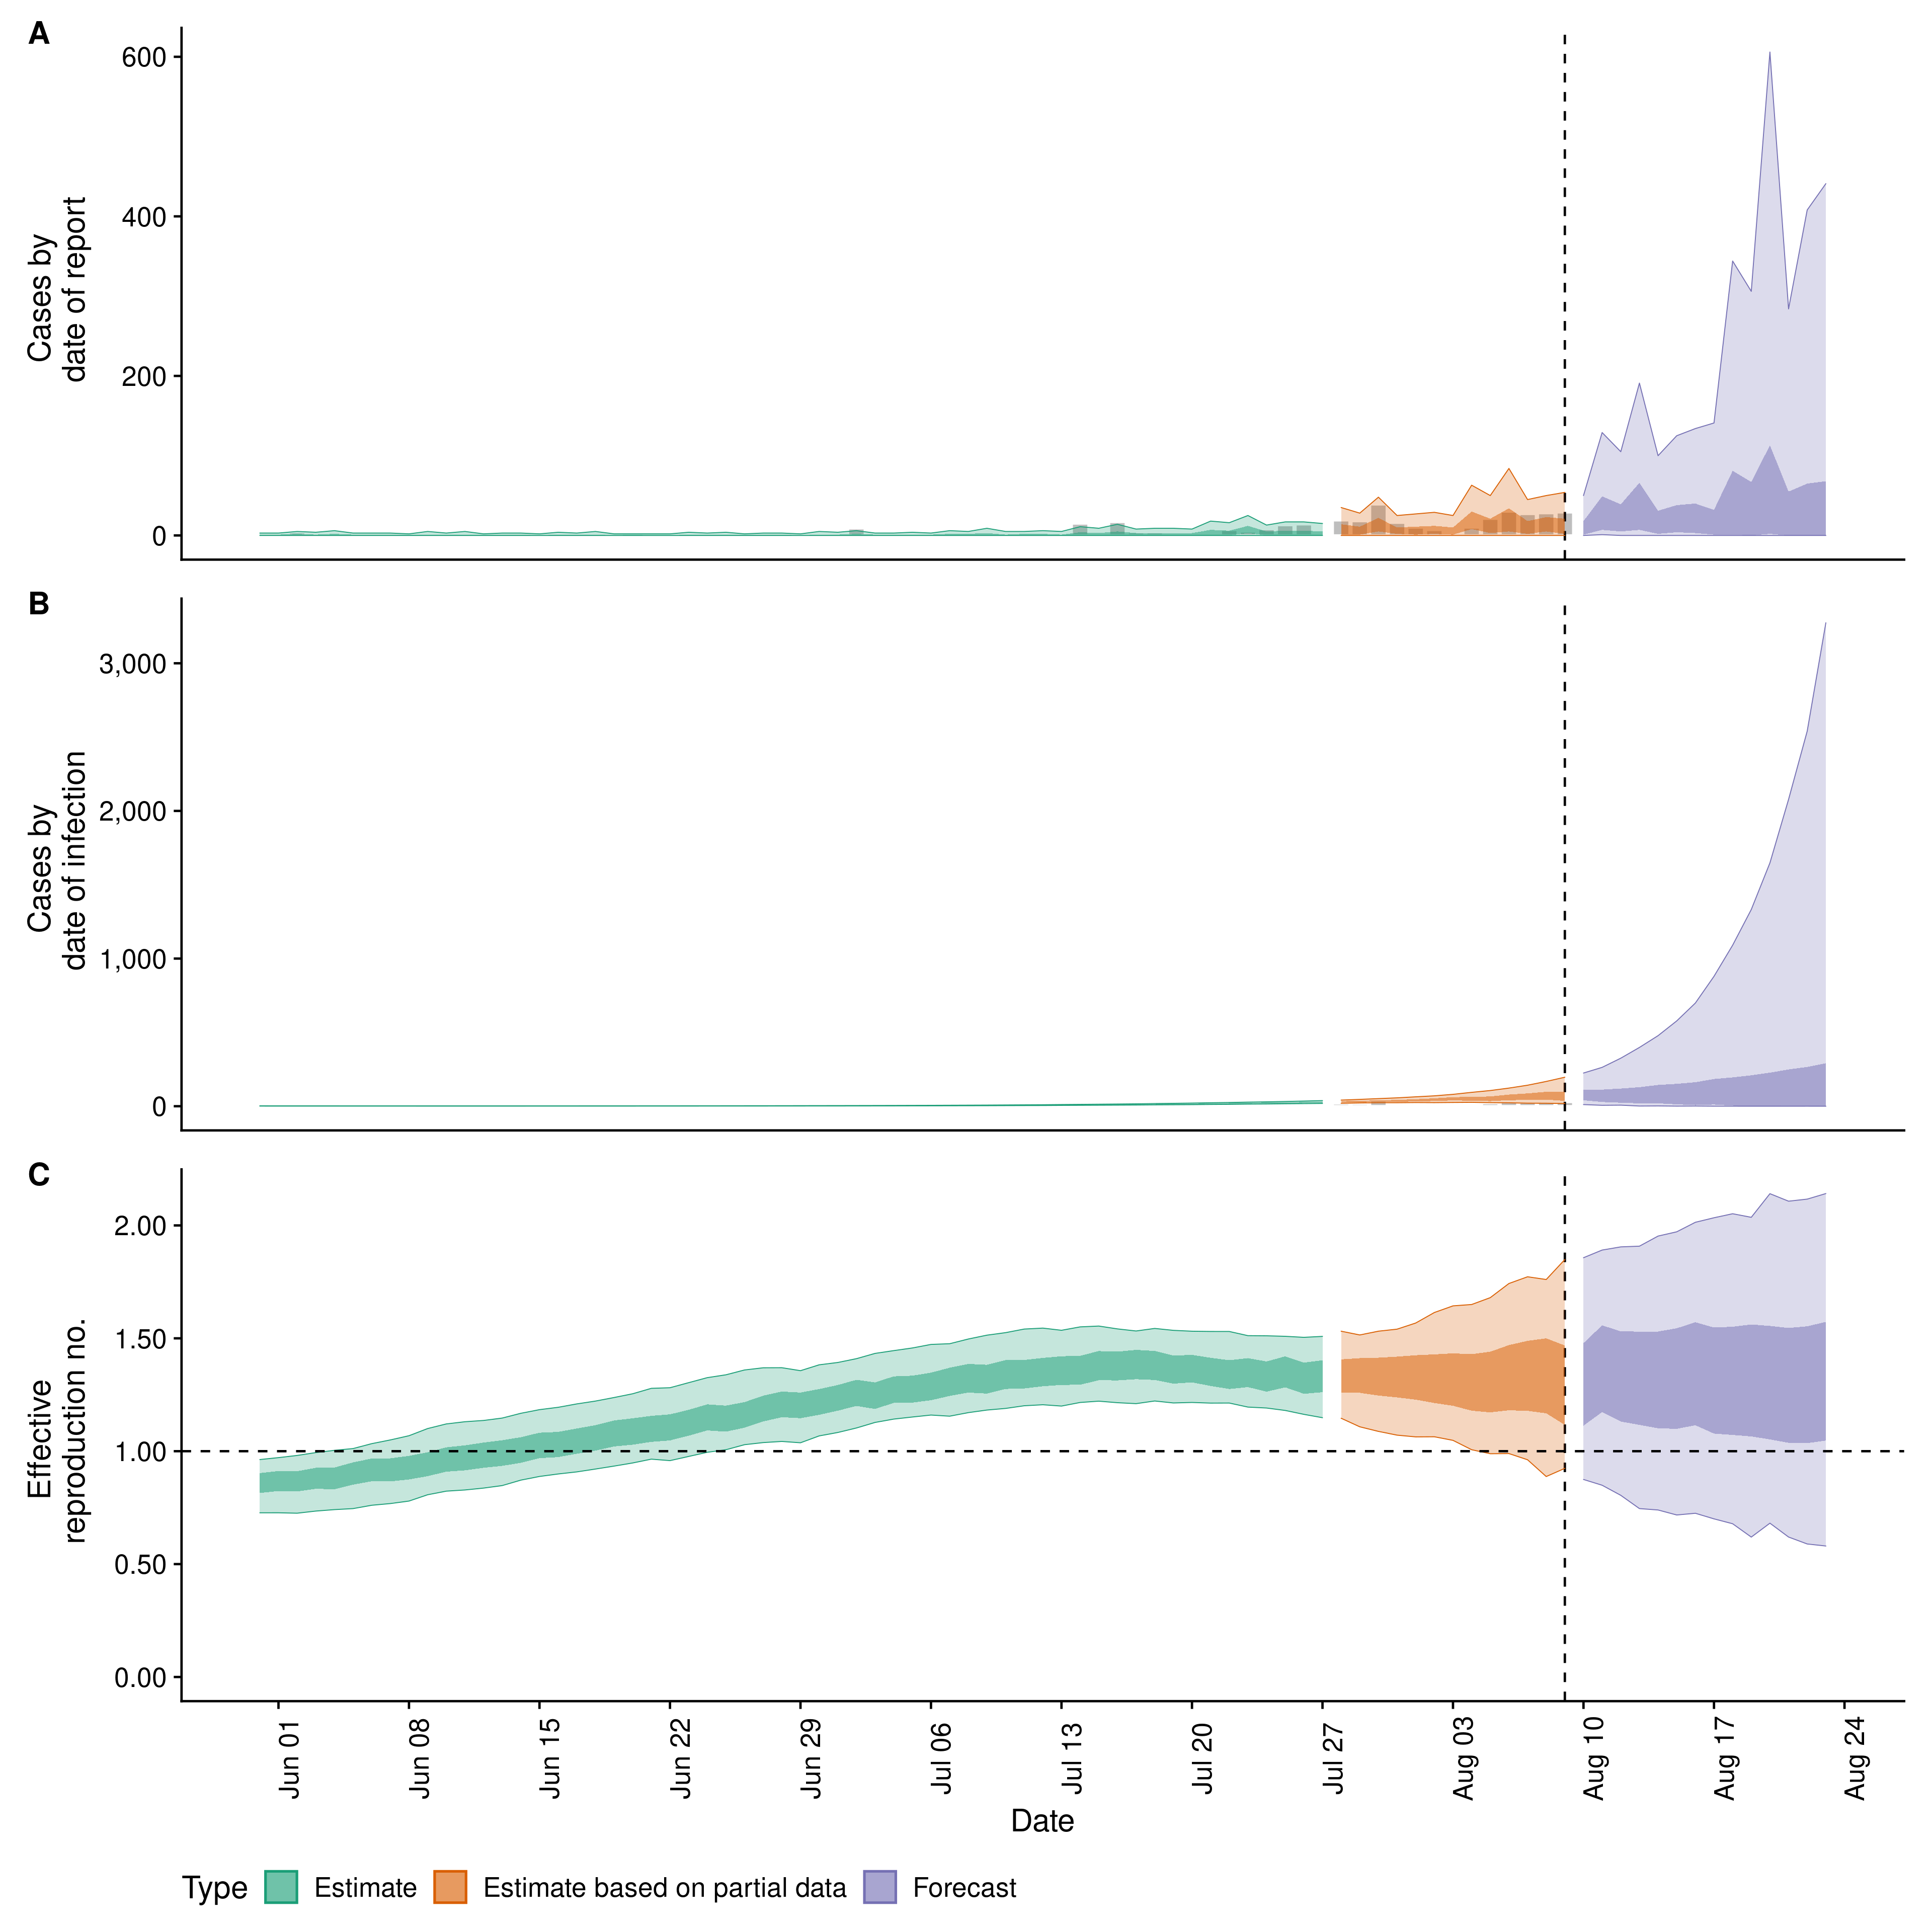 A
600
400
200
0
Cases by
date of report
B
3,000
2,000
1,000
0
Cases by
date of infection
C
2.00
1.50
1.00
0.50
0.00
Effective
reproduction no.
Jun 01
Jun 08
Jun 15
Jun 22
Jun 29
Jul 06
Jul 13
Jul 20
Jul 27
Aug 03
Aug 10
Aug 17
Aug 24
Date
Type Estimate Estimate based on partial data Forecast